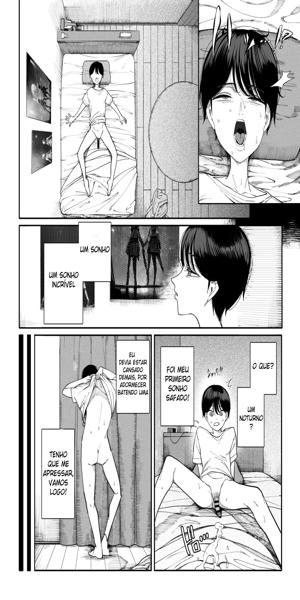 UM SONHO
UM SONHO
INCRÍVEL
O QUE?
UM
NOTURNO
?
FOI MEU
PRIMEIRO
SONHO
SAFADO!
EU
DEVIA ESTAR
CANSADO
DEMAIS, POR
ADORMECER
BATENDO UMA
TENHO
QUE ME
APRESSAR,
VAMOS
LOGO!